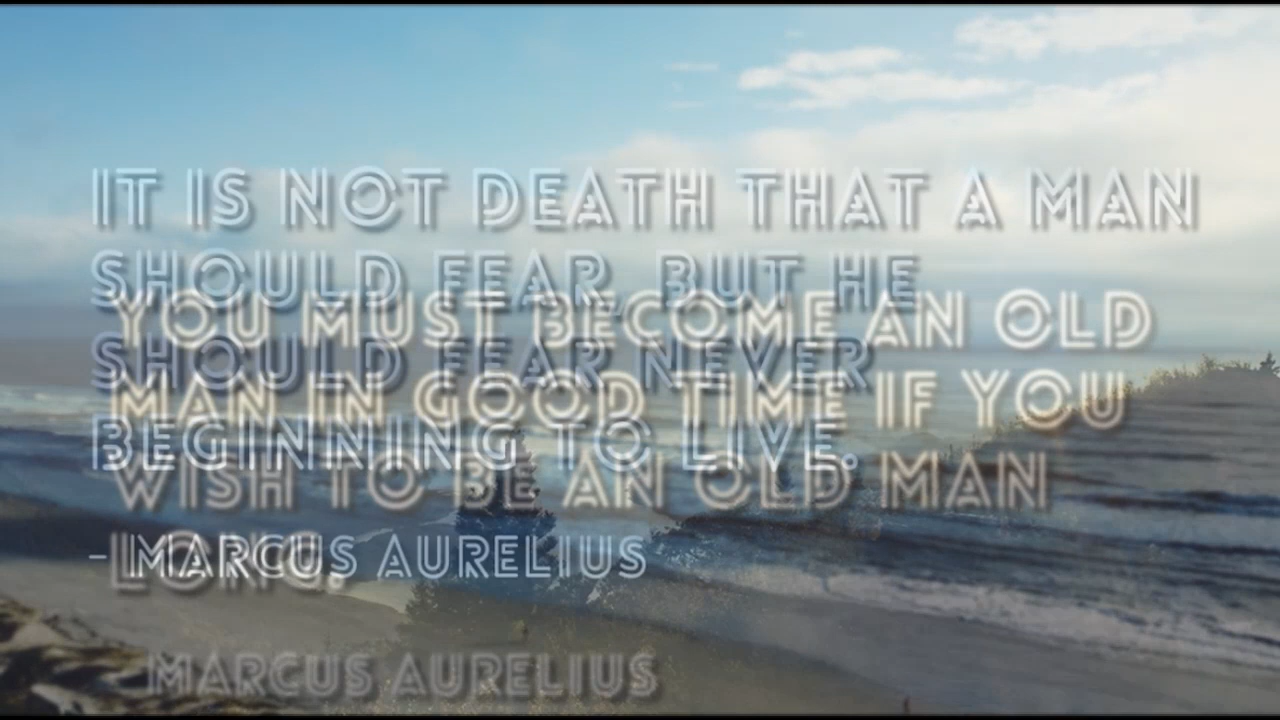 IT IS NOT DEATH THAT A MAN
SHOULD FEAR, BUT HE
SHOULD FEAR NEVER
BEGINNING TO LIVE.
- MARCUS AURELIUS
YOU MUST BECOME AN OLD
MAN IN GOOD TIME IF YOU
WISH TO BE AN OLD MAN
LONG.
MARCUS AURELIUS